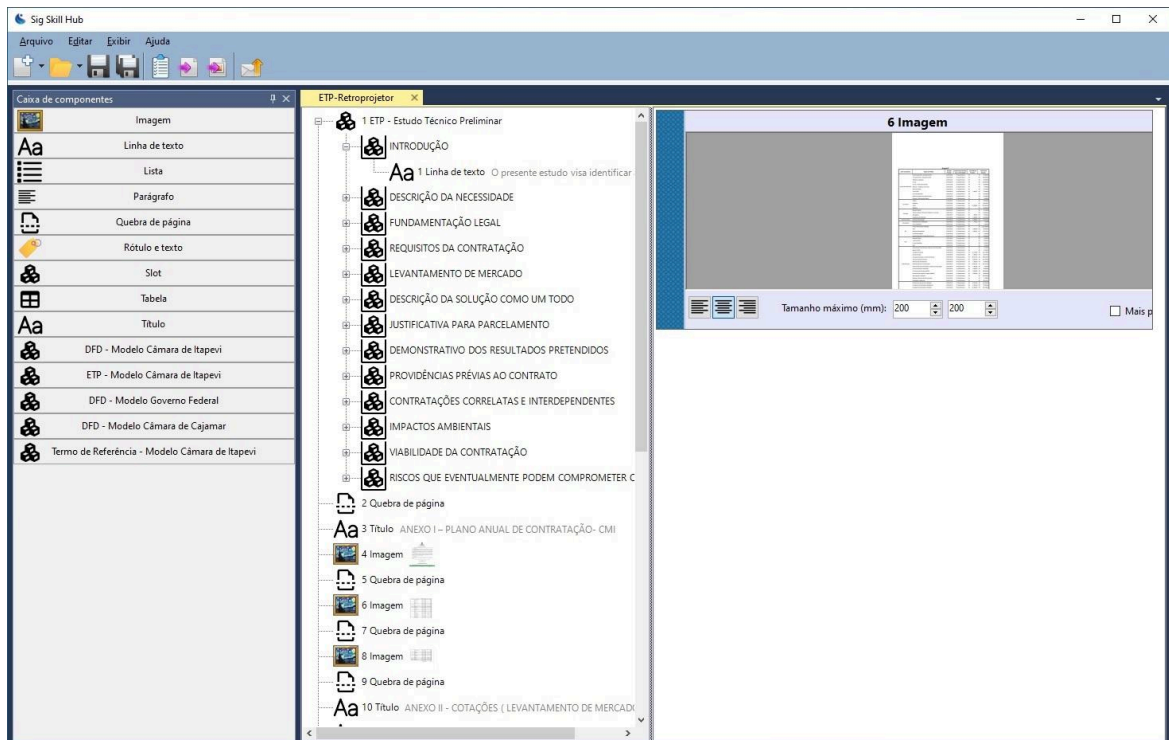 Sig Skill Hub
Arquivo Editar Exibir Ajuda
Caixa de componentes
Imagem
Aa Linha de texto
Lista
Parágrafo
Quebra de página
Rótulo e texto
Slot
Tabela
Aa Título
DFD - Modelo Câmara de Itapevi
ETP - Modelo Câmara de Itapevi
DFD - Modelo Governo Federal
DFD - Modelo Câmara de Cajamar
Termo de Referência - Modelo Câmara de Itapevi
ETP-Retroprojetor
1 ETP - Estudo Técnico Preliminar
INTRODUÇÃO
Aa 1 Linha de texto O presente estudo visa identificar
DESCRIÇÃO DA NECESSIDADE
FUNDAMENTAÇÃO LEGAL
REQUISITOS DA CONTRATAÇÃO
LEVANTAMENTO DE MERCADO
DESCRIÇÃO DA SOLUÇÃO COMO UM TODO
JUSTIFICATIVA PARA PARCELAMENTO
DEMONSTRATIVO DOS RESULTADOS PRETENDIDOS
PROVIDÊNCIAS PRÉVIAS AO CONTRATO
CONTRATAÇÕES CORRELATAS E INTERDEPENDENTES
IMPACTOS AMBIENTAIS
VIABILIDADE DA CONTRATAÇÃO
RISCOS QUE EVENTUALMENTE PODEM COMPROMETER
2 Quebra de página
Aa 3 Título ANEXO I – PLANO ANUAL DE CONTRATAÇÃO- CMI
4 Imagem
5 Quebra de página
6 Imagem
7 Quebra de página
8 Imagem
9 Quebra de página
Aa 10 Título ANEXO II - COTAÇÕES ( LEVANTAMENTO DE MERCADO
6 Imagem
Tamanho máximo (mm): 200 200
Mais p